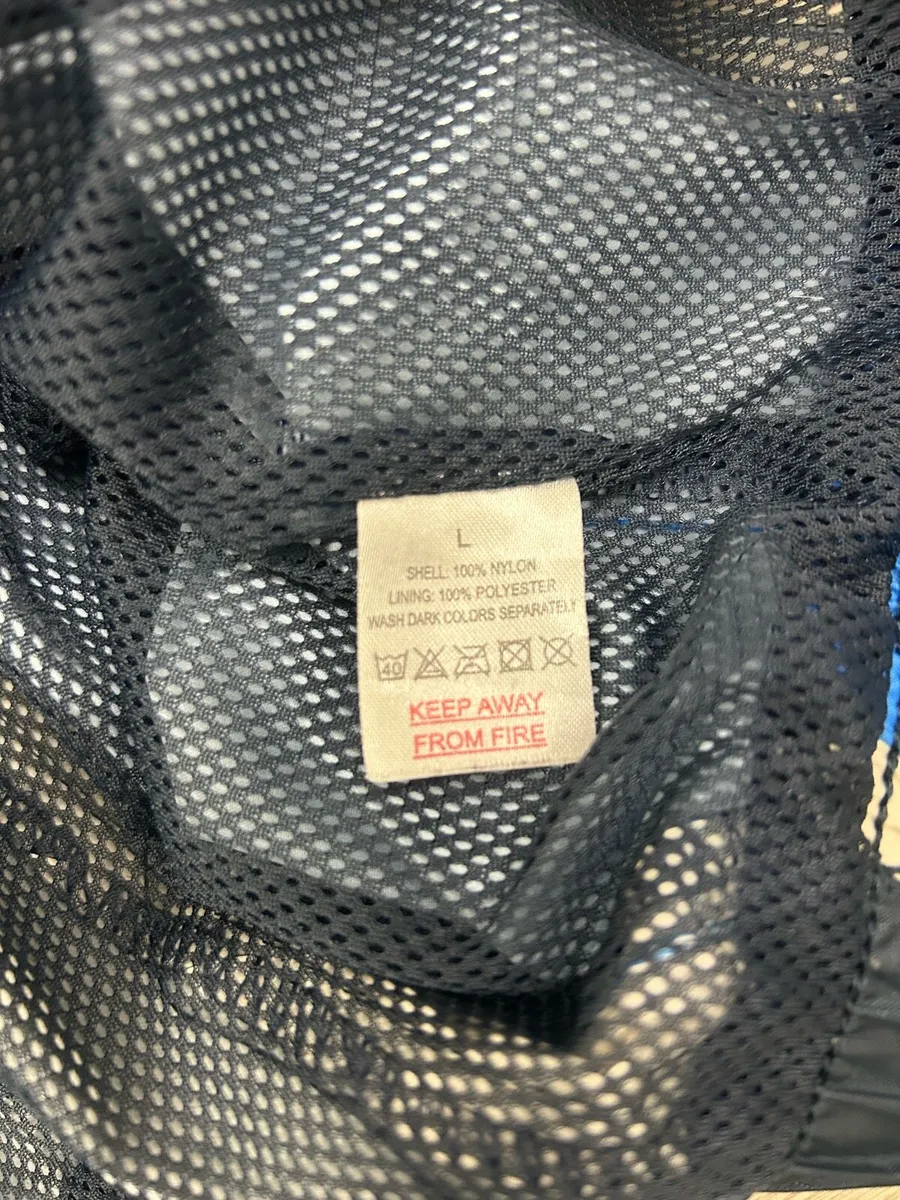 L
SHELL: 100% NYLON
LINING: 100% POLYESTER
WASH DARK COLORS SEPARATELY
40
KEEP AWAY
FROM FIRE